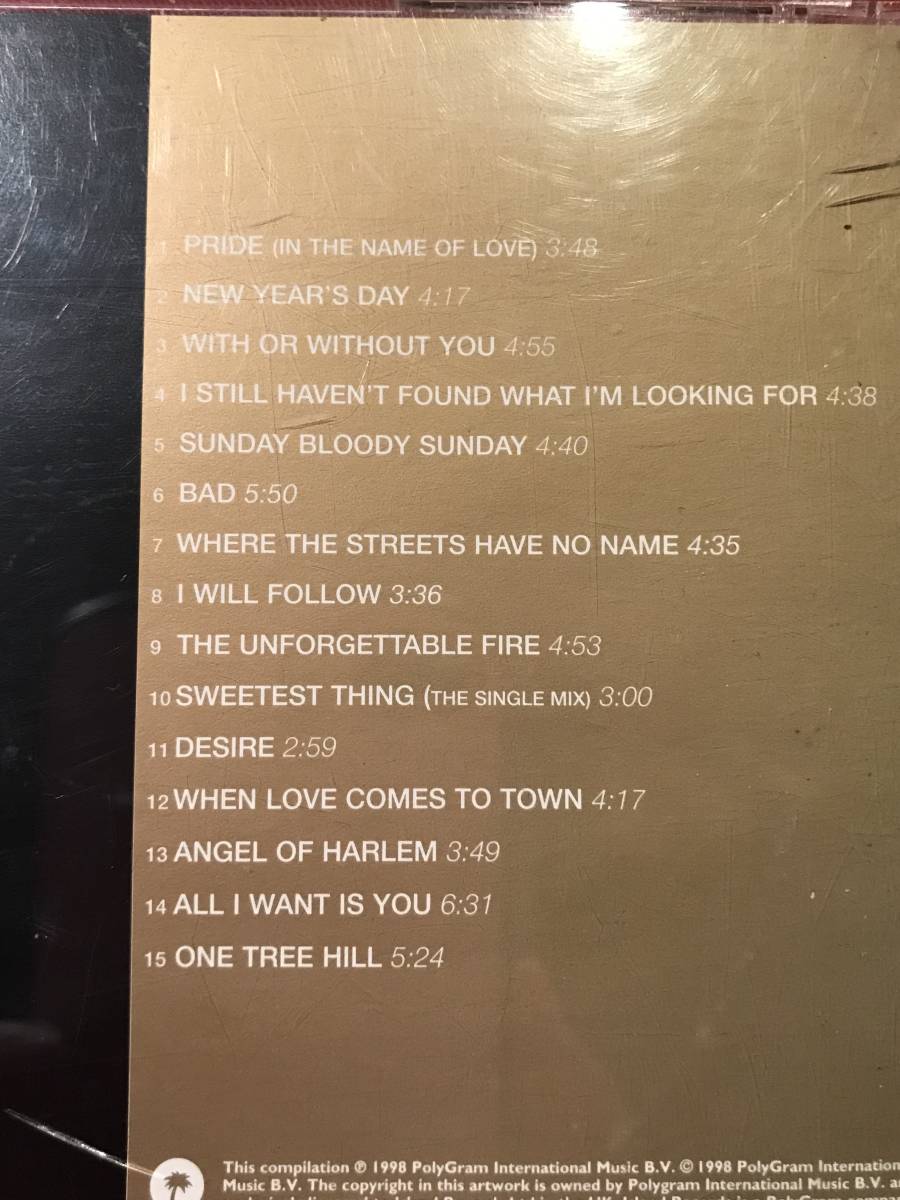 1 PRIDE (IN THE NAME OF LOVE) 3:48
2 NEW YEAR'S DAY 4:17
3 WITH OR WITHOUT YOU 4:55
4 I STILL HAVEN'T FOUND WHAT I'M LOOKING FOR 4:38
5 SUNDAY BLOODY SUNDAY 4:40
6 BAD 5:50
7 WHERE THE STREETS HAVE NO NAME 4:35
8 I WILL FOLLOW 3:36
9 THE UNFORGETTABLE FIRE 4:53
10 SWEETEST THING (THE SINGLE MIX) 3:00
11 DESIRE 2:59
12 WHEN LOVE COMES TO TOWN 4:17
13 ANGEL OF HARLEM 3:49
14 ALL I WANT IS YOU 6:31
15 ONE TREE HILL 5:24
This compilation ℗ 1998 PolyGram International Music B.V. © 1998 PolyGram Internation
Music B.V. The copyright in this artwork is owned by Polygram International Music B.V. a